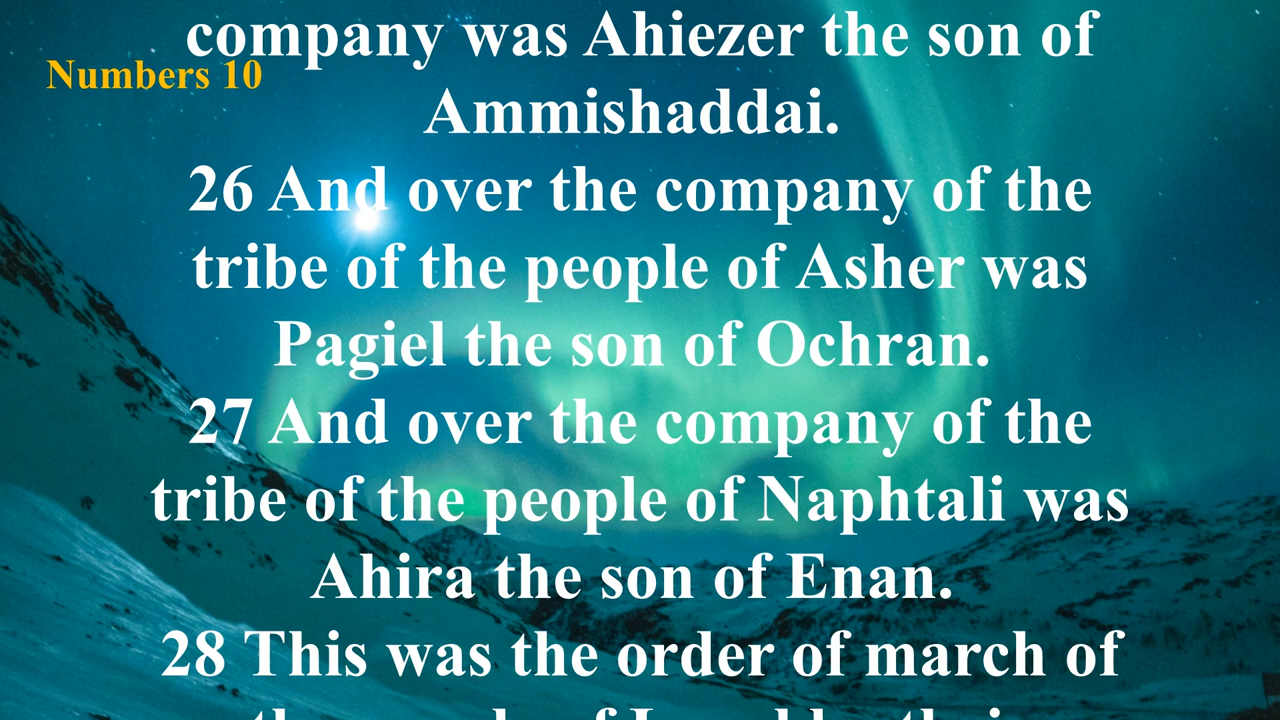 company was Ahiezer the son of
Numbers 10
Ammishaddai.
26 And over the company of the
tribe of the people of Asher was
Pagiel the son of Ochran.
27 And over the company of the
tribe of the people of Naphtali was
Ahira the son of Enan.
28 This was the order of march of